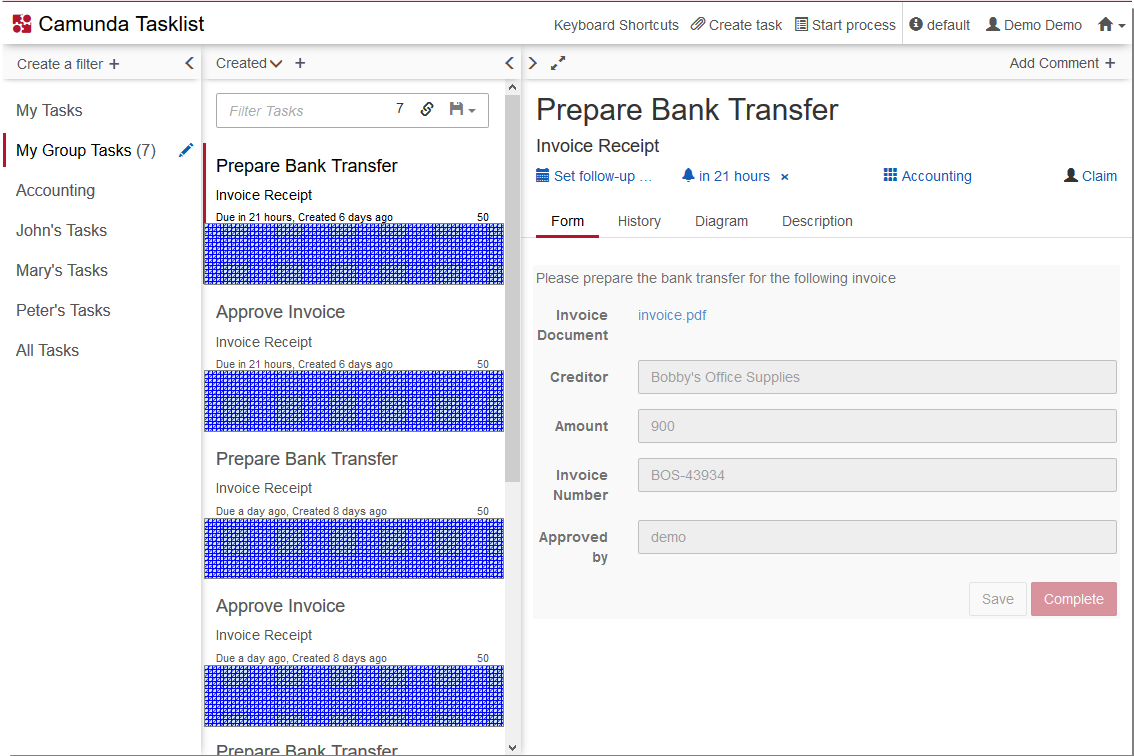 Camunda Tasklist
Keyboard Shortcuts Create task Start process default Demo Demo
Create a filter +
My Tasks
My Group Tasks (7)
Accounting
John's Tasks
Mary's Tasks
Peter's Tasks
All Tasks
Created +
Filter Tasks 7
Prepare Bank Transfer
Invoice Receipt
Due in 21 hours, Created 6 days ago 50
Approve Invoice
Invoice Receipt
Due in 21 hours, Created 6 days ago 50
Prepare Bank Transfer
Invoice Receipt
Due a day ago, Created 8 days ago 50
Approve Invoice
Invoice Receipt
Due a day ago, Created 8 days ago 50
Prepare Bank Transfer
Add Comment +
Prepare Bank Transfer
Invoice Receipt
Set follow-up ... in 21 hours × Accounting Claim
Form History Diagram Description
Please prepare the bank transfer for the following invoice
Invoice
Document
invoice.pdf
Creditor Bobby's Office Supplies
Amount 900
Invoice
Number
BOS-43934
Approved
by
demo
Save Complete